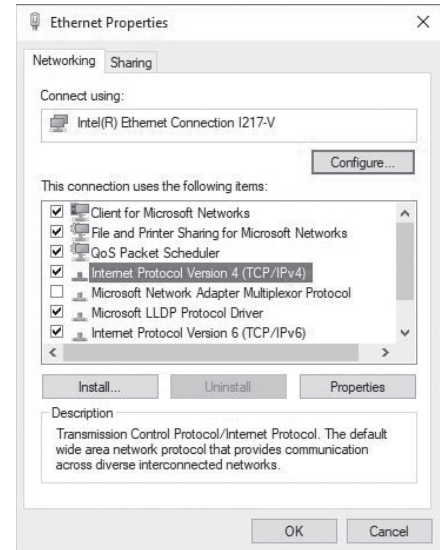 Ethernet Properties
Networking Sharing
Connect using:
Intel(R) Ethernet Connection I217-V
Configure...
This connection uses the following items:
Client for Microsoft Networks
File and Printer Sharing for Microsoft Networks
QoS Packet Scheduler
Internet Protocol Version 4 (TCP/IPv4)
Microsoft Network Adapter Multiplexor Protocol
Microsoft LLDP Protocol Driver
Internet Protocol Version 6 (TCP/IPv6)
Install... Uninstall Properties
Description
Transmission Control Protocol/Internet Protocol. The default
wide area network protocol that provides communication
across diverse interconnected networks.
OK Cancel